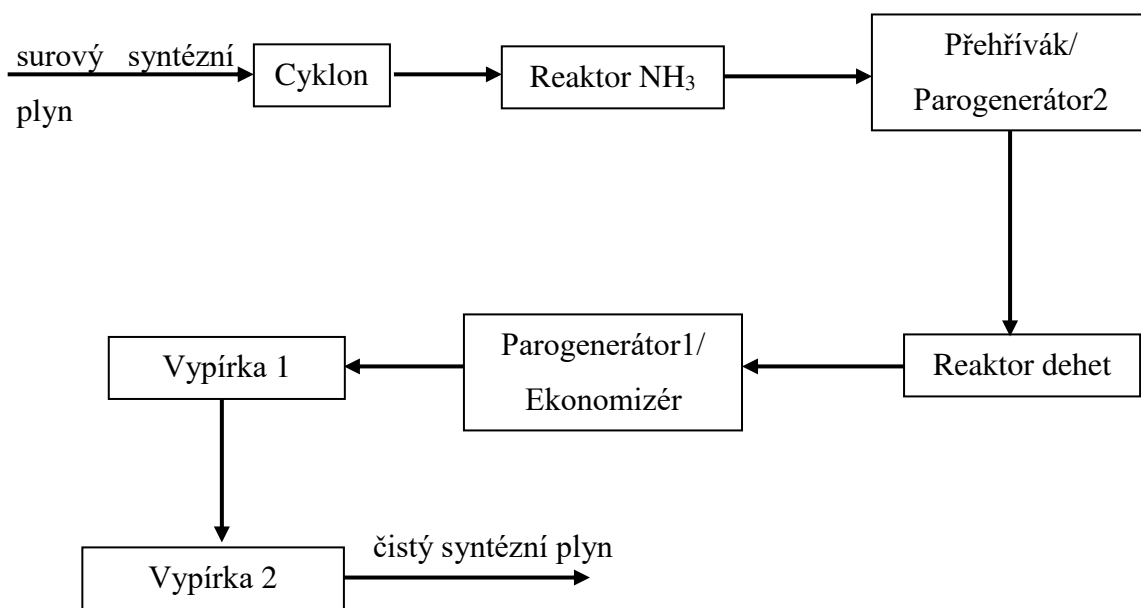 surový syntézní
plyn
Cyklon
Reaktor NH₃
Přehřívák/
Parogenerátor2
Reaktor dehet
Parogenerátor1/
Ekonomizér
Vypírka 1
Vypírka 2
čistý syntézní plyn